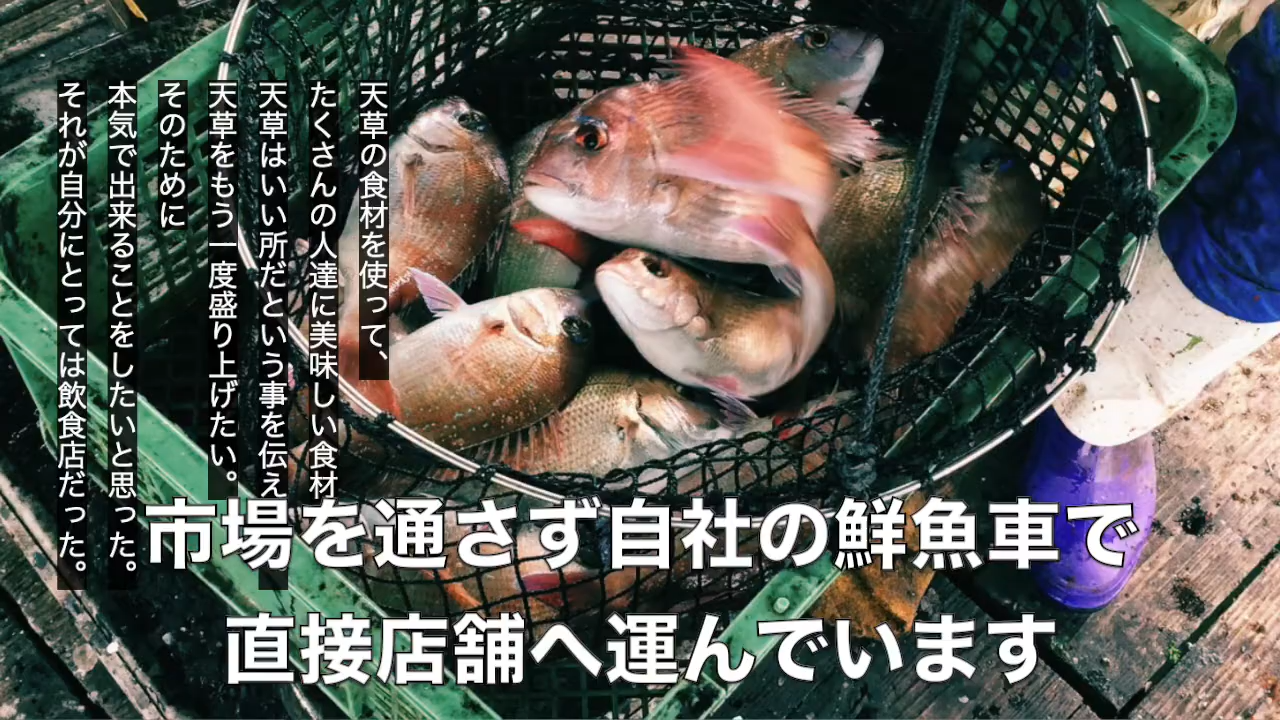 天草の食材を使って、
たくさんの人達に美味しい食材
天草はいい所だという事を伝え
天草をもう一度盛り上げたい。
そのために
本気で出来ることをしたいと思った。
それが自分にとっては飲食店だった。
市場を通さず自社の鮮魚車で
直接店舗へ運んでいます